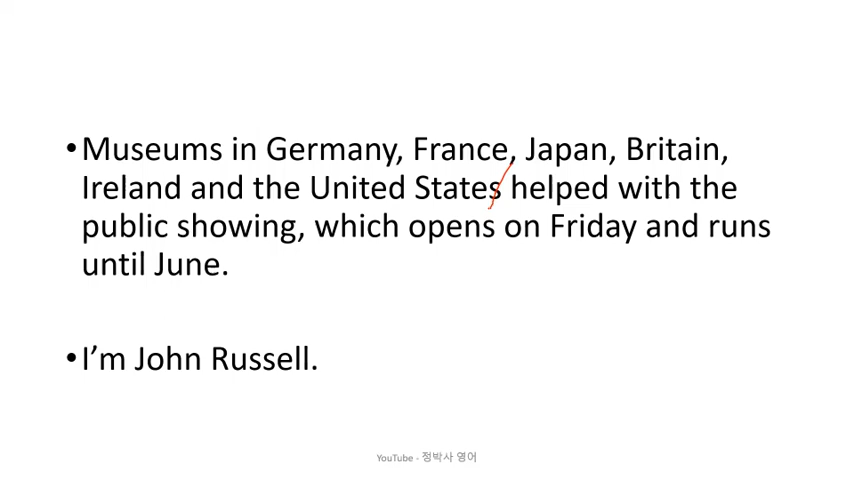 •Museums in Germany, France, Japan, Britain,
Ireland and the United States helped with the
public showing, which opens on Friday and runs
until June.
•I’m John Russell.
YouTube - 정박사 영어